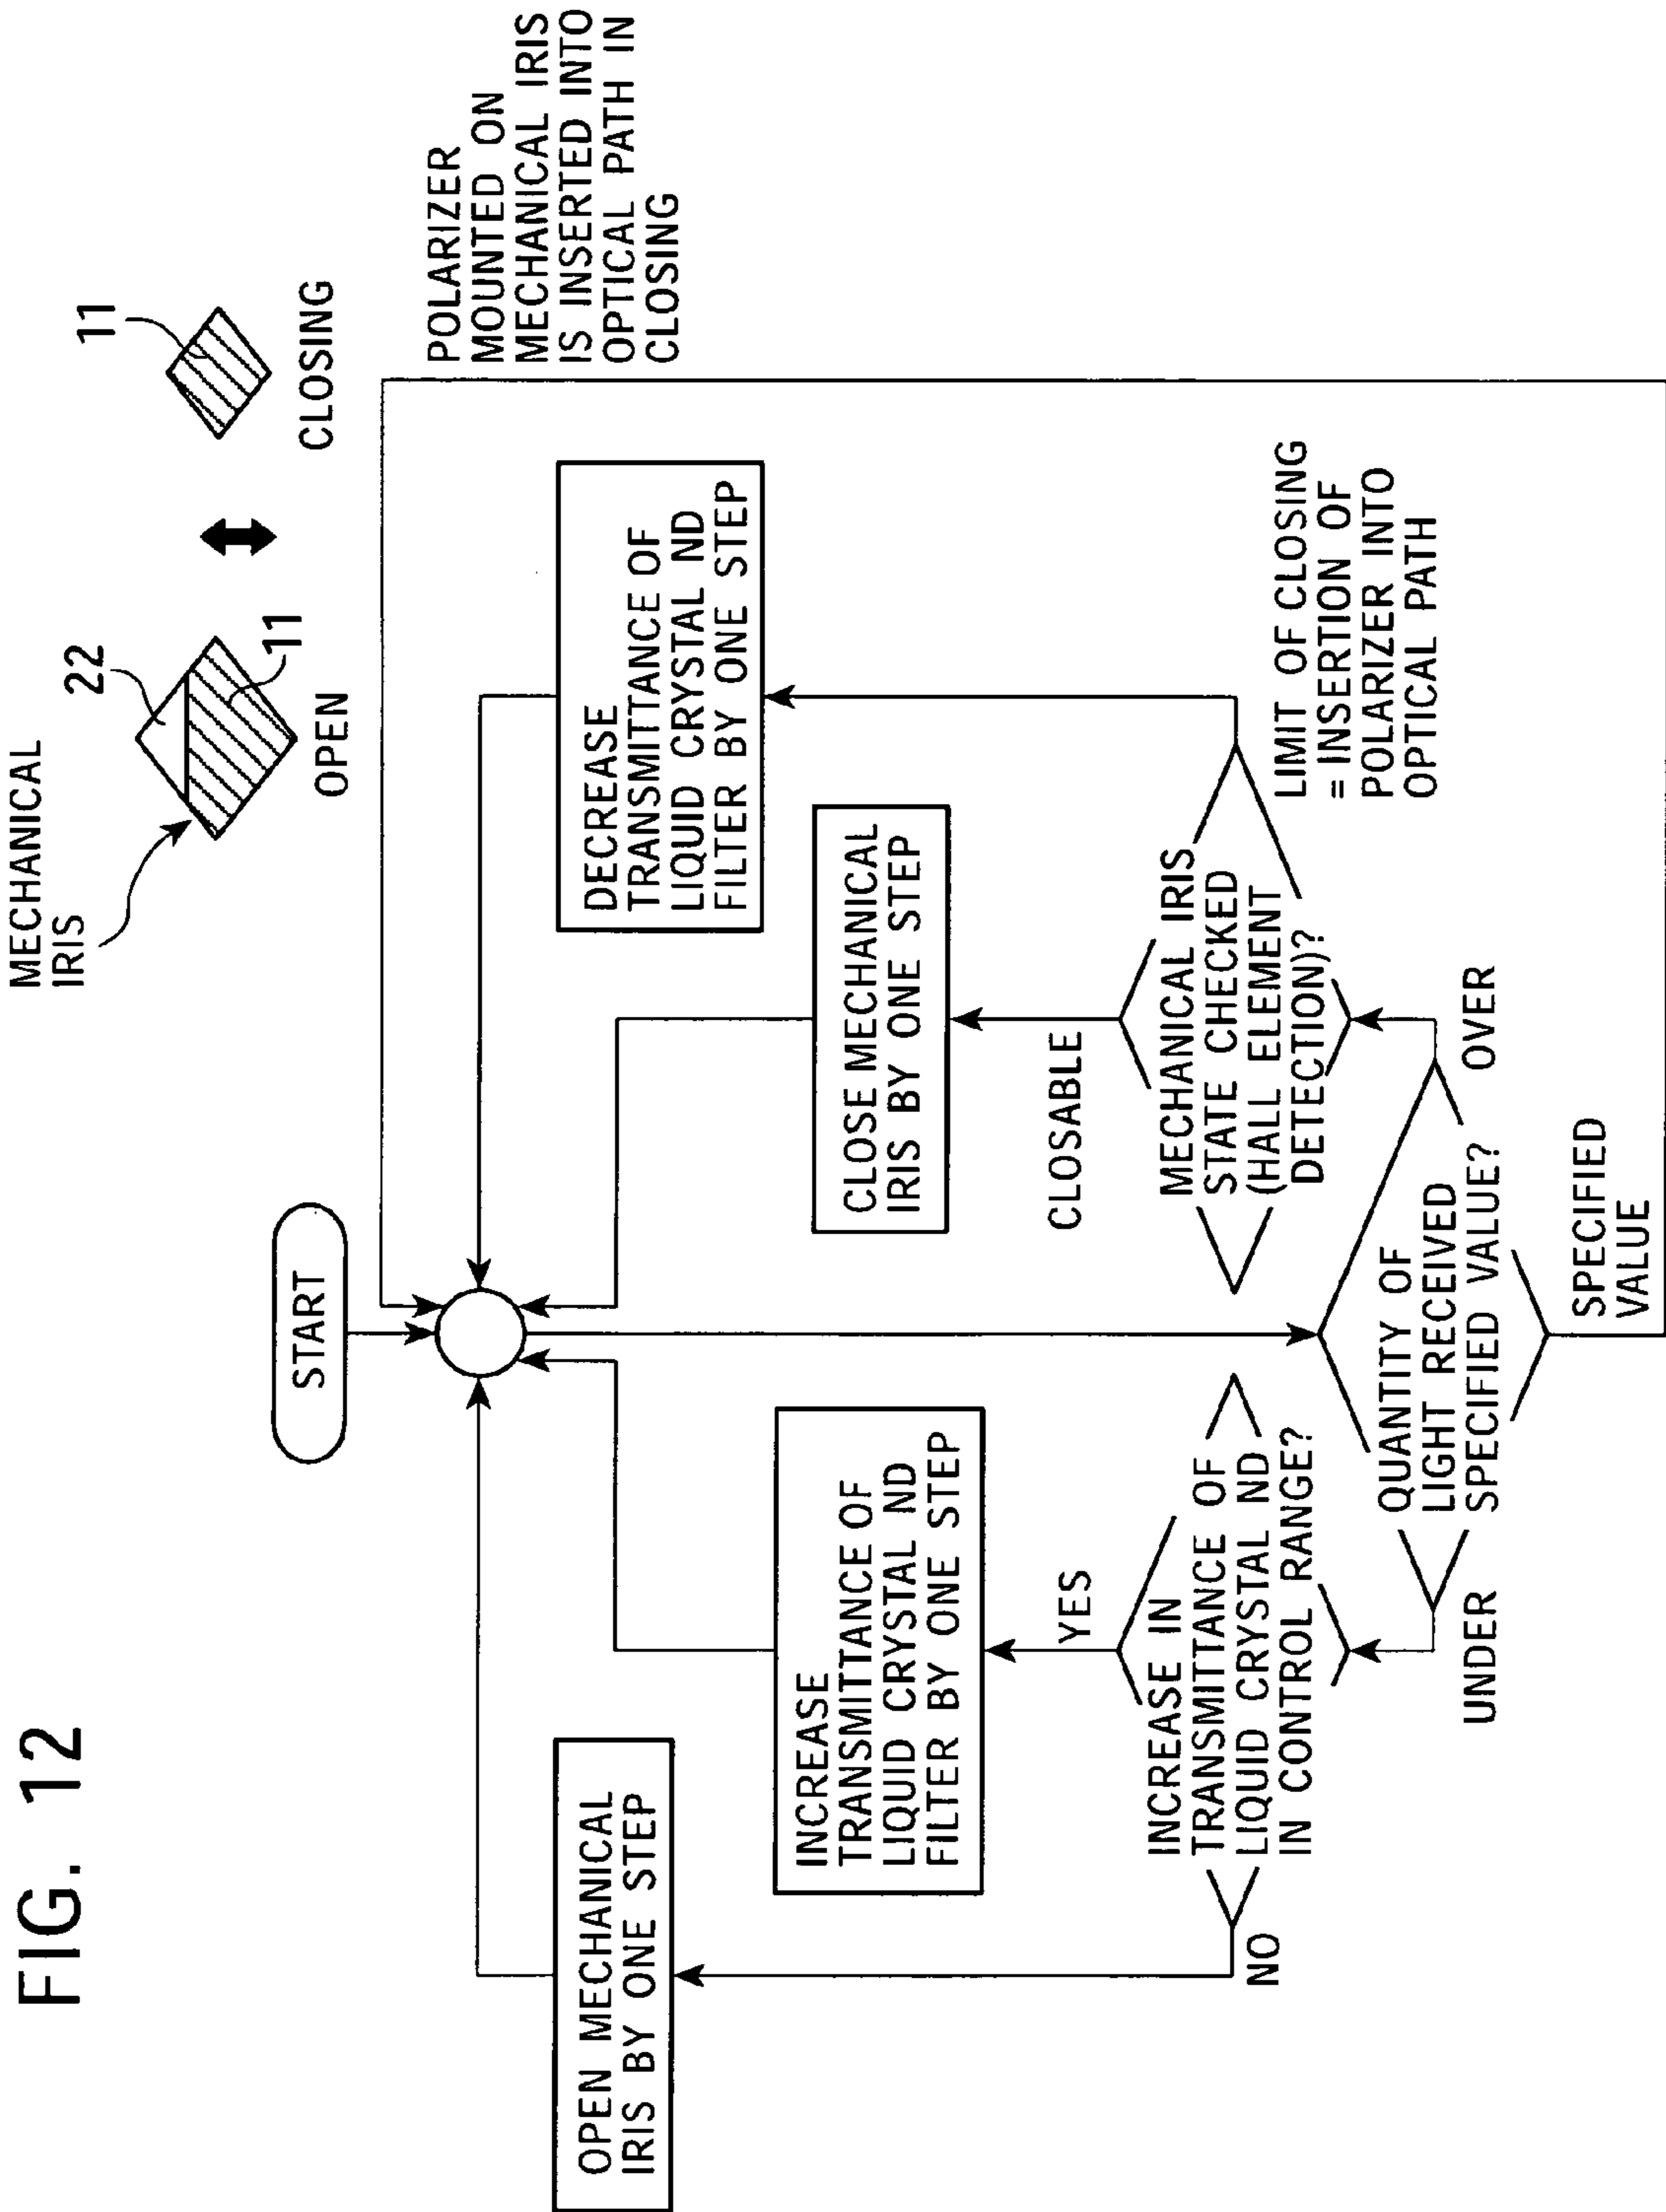 FIG. 12
MECHANICAL
IRIS
22
11
OPEN
11
CLOSING
POLARIZER
MOUNTED ON
MECHANICAL IRIS
IS INSERTED INTO
OPTICAL PATH IN
CLOSING
START
OPEN MECHANICAL
IRIS BY ONE STEP
INCREASE
TRANSMITTANCE OF
LIQUID CRYSTAL ND
FILTER BY ONE STEP
CLOSE MECHANICAL
IRIS BY ONE STEP
DECREASE
TRANSMITTANCE OF
LIQUID CRYSTAL ND
FILTER BY ONE STEP
YES
INCREASE IN
TRANSMITTANCE OF
LIQUID CRYSTAL ND
IN CONTROL RANGE?
NO
CLOSABLE
MECHANICAL IRIS
STATE CHECKED
(HALL ELEMENT
DETECTION)?
LIMIT OF CLOSING
= INSERTION OF
POLARIZER INTO
OPTICAL PATH
UNDER
QUANTITY OF
LIGHT RECEIVED
SPECIFIED VALUE?
OVER
SPECIFIED
VALUE